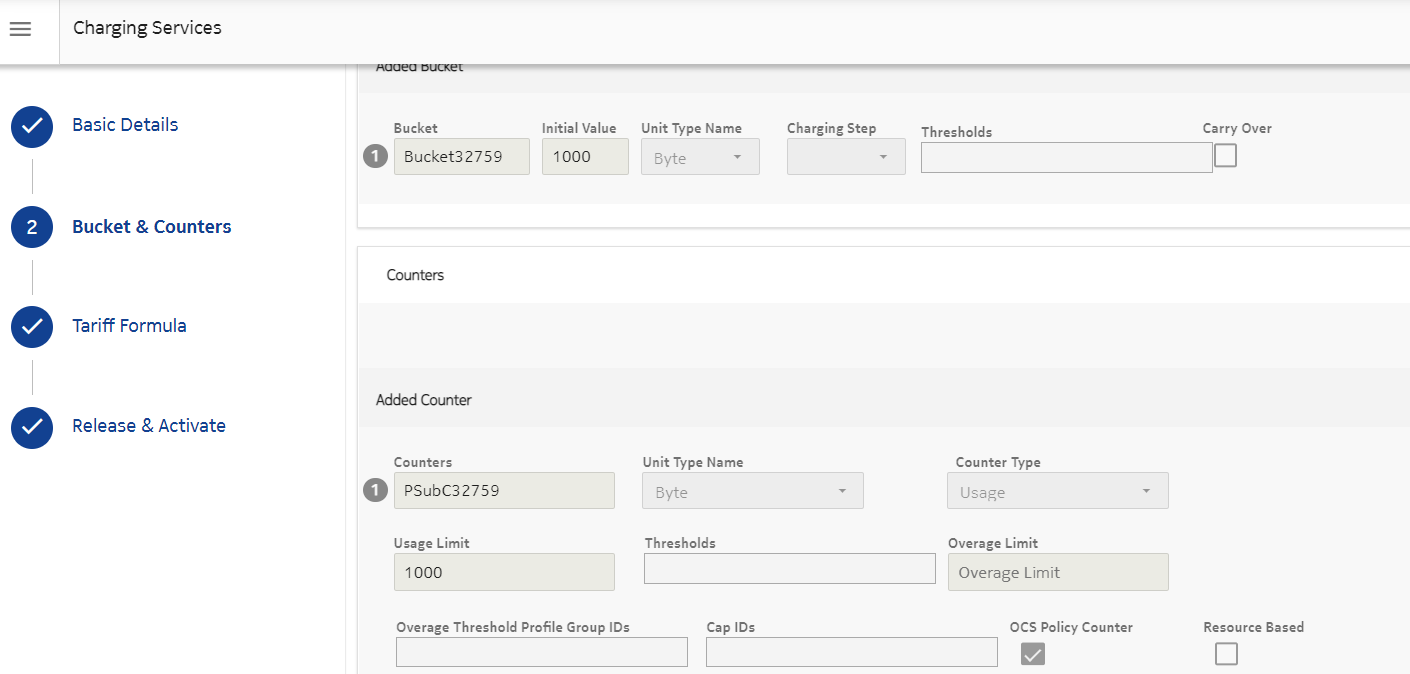 Charging Services
Added Bucket
Basic Details
Bucket Initial Value Unit Type Name Charging Step Thresholds Carry Over
1 Bucket32759 1000 Byte
2 Bucket & Counters
Counters
Tariff Formula
Added Counter
Release & Activate
Counters Unit Type Name Counter Type
1 PSubC32759 Byte Usage
Usage Limit Thresholds Overage Limit
1000 Overage Limit
Overage Threshold Profile Group IDs Cap IDs OCS Policy Counter Resource Based